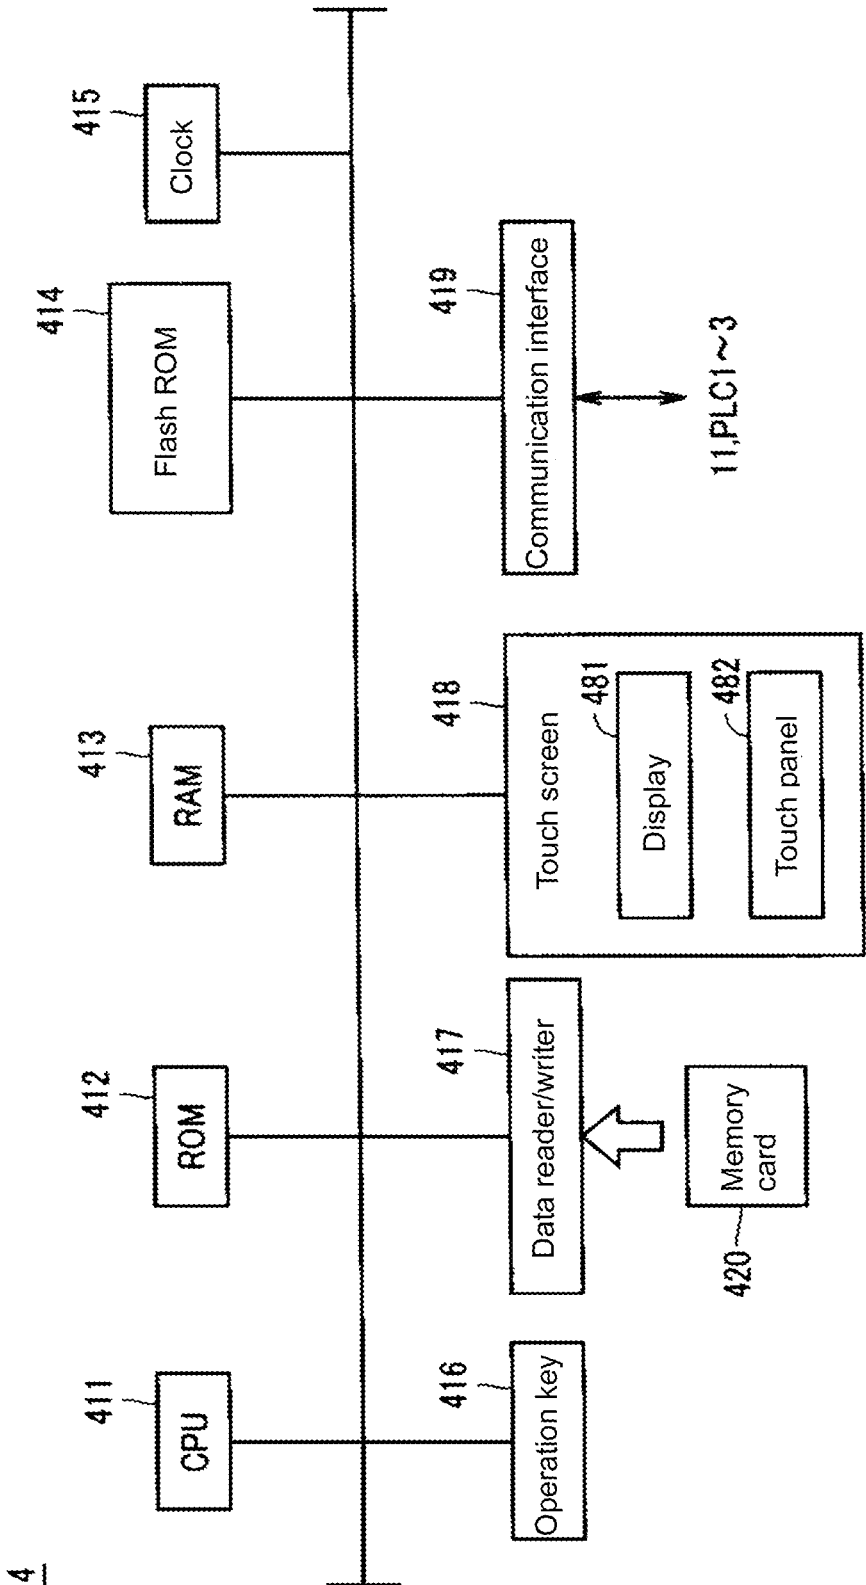 4
411
CPU
412
ROM
413
RAM
414
Flash ROM
415
Clock
416
Operation key
417
Data reader/writer
420
Memory
card
418
Touch screen
481
Display
482
Touch panel
419
Communication interface
11,PLC1~3